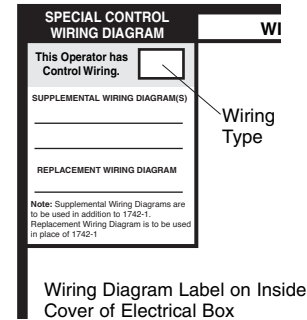 SPECIAL CONTROL
WIRING DIAGRAM
WI
This Operator has
Control Wiring.
SUPPLEMENTAL WIRING DIAGRAM(S)
Wiring
Type
REPLACEMENT WIRING DIAGRAM
Note: Supplemental Wiring Diagrams are
to be used in addition to 1742-1.
Replacement Wiring Diagram is to be used
in place of 1742-1
Wiring Diagram Label on Inside
Cover of Electrical Box